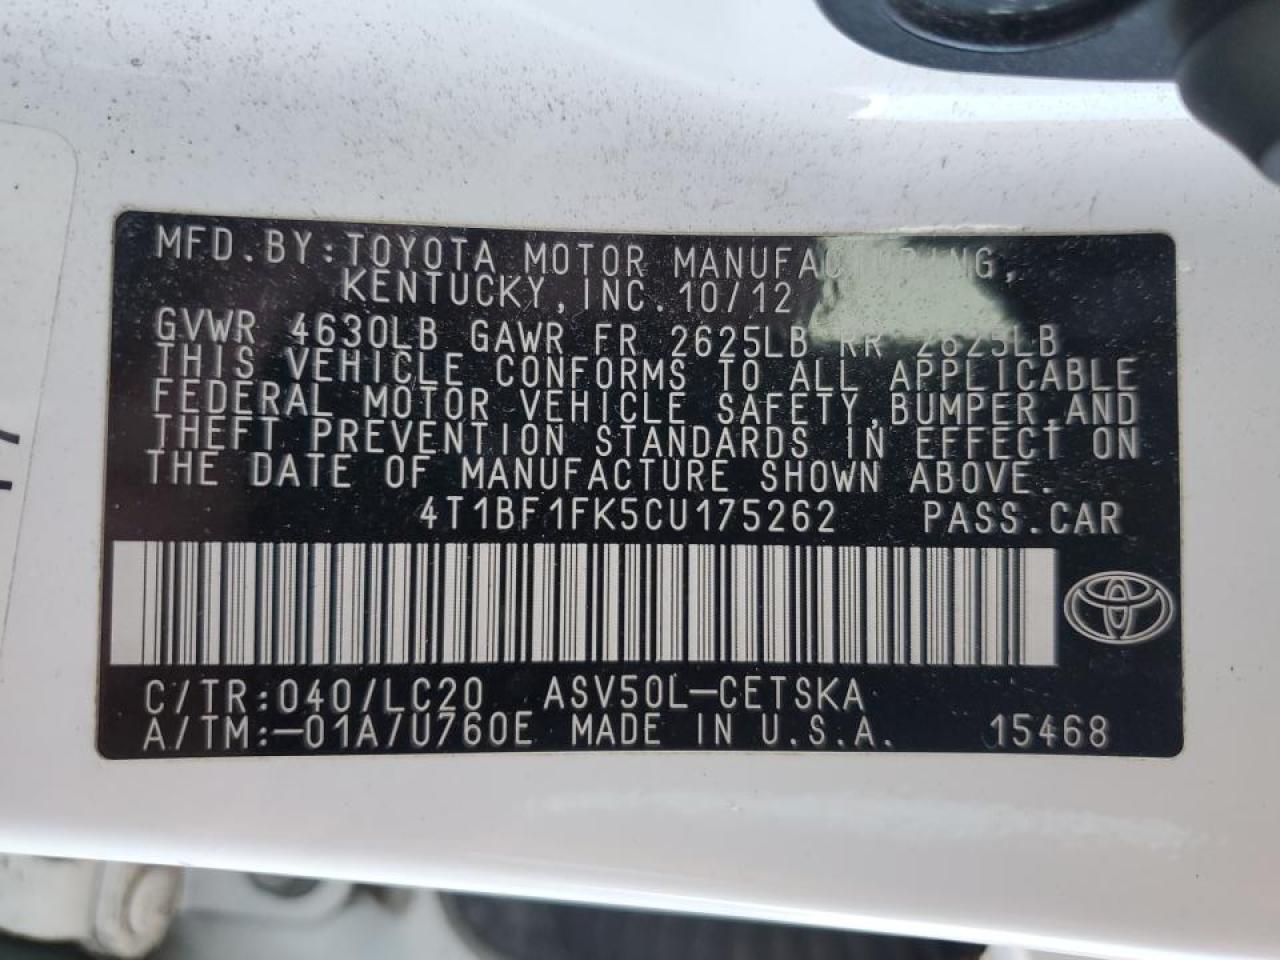 MFD.BY:TOYOTA MOTOR MANUFACTURING,
KENTUCKY,INC.10/12
GVWR 4630LB GAWR FR 2625LB RR 2625LB
THIS VEHICLE CONFORMS TO ALL APPLICABLE
FEDERAL MOTOR VEHICLE SAFETY,BUMPER,AND
THEFT PREVENTION STANDARDS IN EFFECT ON
THE DATE OF MANUFACTURE SHOWN ABOVE.
4T1BF1FK5CU175262 PASS.CAR
C/TR:040/LC20 ASV50L-CETSKA
A/TM:-01A/U760E MADE IN U.S.A. 15468